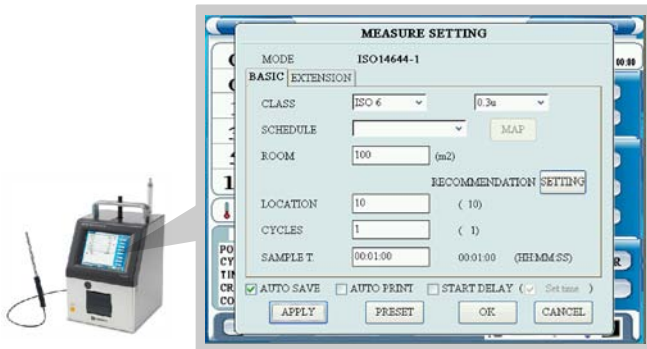 MEASURE SETTING
MODE ISO14644-1
00:00
BASIC EXTENSION
CLASS ISO 6 0.3u
SCHEDULE MAP
ROOM 100 (m2)
RECOMMENDATION SETTING
LOCATION 10 ( 10)
CYCLES 1 ( 1)
SAMPLE T. 00:01:00 00:01:00 (HH:MM:SS)
AUTO SAVE AUTO PRINT START DELAY ( Set time )
APPLY PRESET OK CANCEL